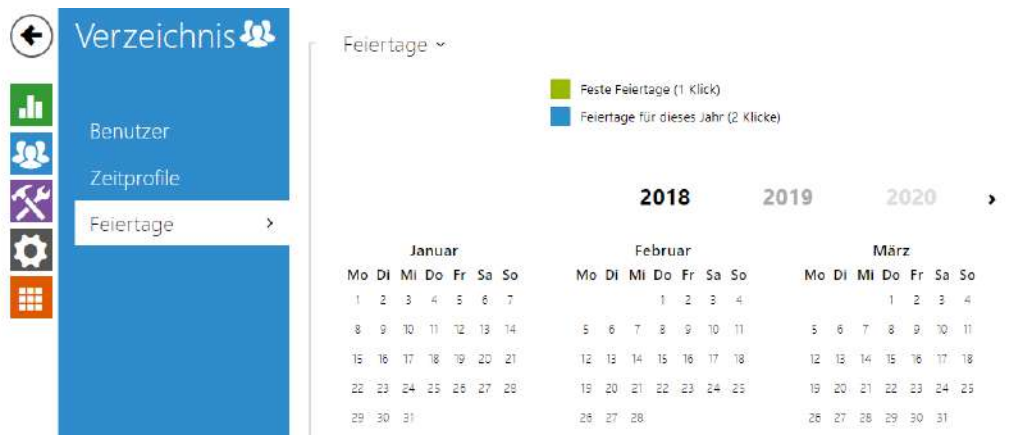 Verzeichnis
Benutzer
Zeitprofile
Feiertage
Feiertage
Feste Feiertage (1 Klick)
Feiertage für dieses Jahr (2 Klicke)
2018 2019 2020
Januar
Mo Di Mi Do Fr Sa So
1 2 3 4 5 6 7
8 9 10 11 12 13 14
15 16 17 18 19 20 21
22 23 24 25 26 27 28
29 30 31
Februar
Mo Di Mi Do Fr Sa So
1 2 3 4
5 6 7 8 9 10 11
12 13 14 15 16 17 18
19 20 21 22 23 24 25
26 27 28
März
Mo Di Mi Do Fr Sa So
1 2 3 4
5 6 7 8 9 10 11
12 13 14 15 16 17 18
19 20 21 22 23 24 25
26 27 28 29 30 31